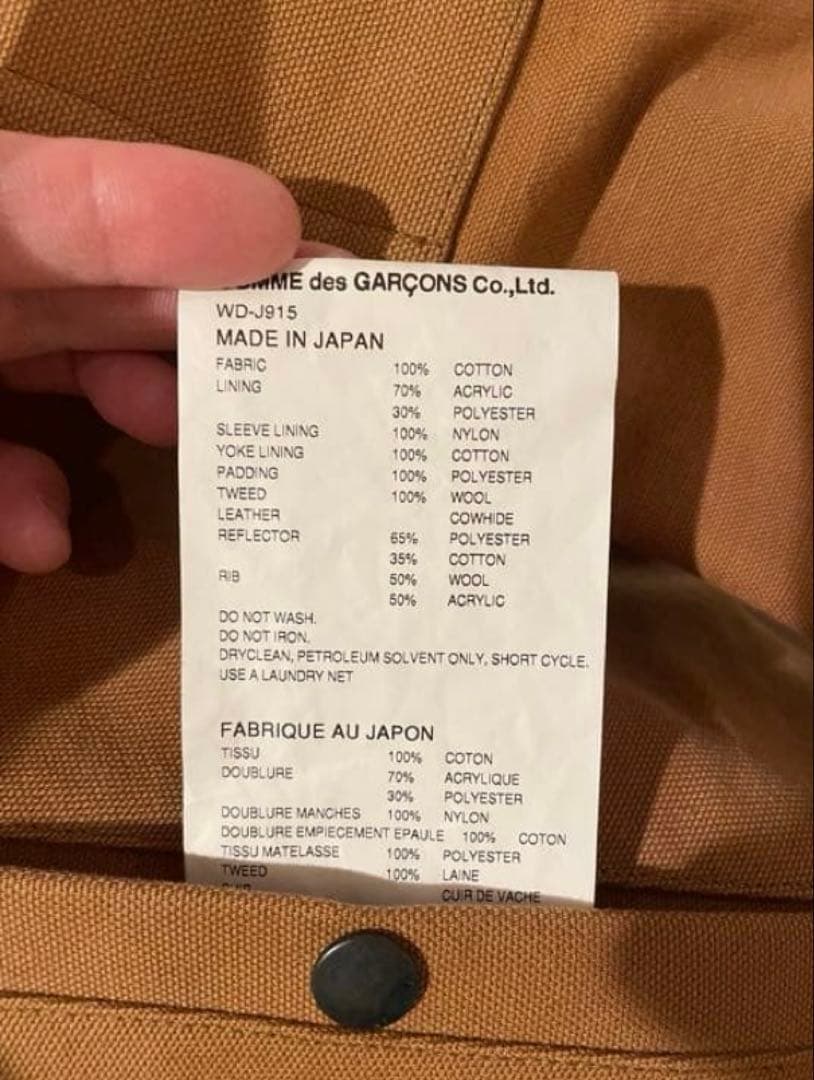 des GARÇONS Co.,Ltd.
WD-J915
MADE IN JAPAN
FABRIC 100% COTTON
LINING 70% ACRYLIC
30% POLYESTER
SLEEVE LINING 100% NYLON
YOKE LINING 100% COTTON
PADDING 100% POLYESTER
TWEED 100% WOOL
LEATHER COWHIDE
REFLECTOR 65% POLYESTER
35% COTTON
RIB 50% WOOL
50% ACRYLIC
DO NOT WASH.
DO NOT IRON.
DRYCLEAN, PETROLEUM SOLVENT ONLY, SHORT CYCLE.
USE A LAUNDRY NET
FABRIQUE AU JAPON
TISSU 100% COTON
DOUBLURE 70% ACRYLIQUE
30% POLYESTER
DOUBLURE MANCHES 100% NYLON
DOUBLURE EMPIECEMENT EPAULE 100% COTON
TISSU MATELASSE 100% POLYESTER
TWEED 100% LAINE
CUIR DE VACHE